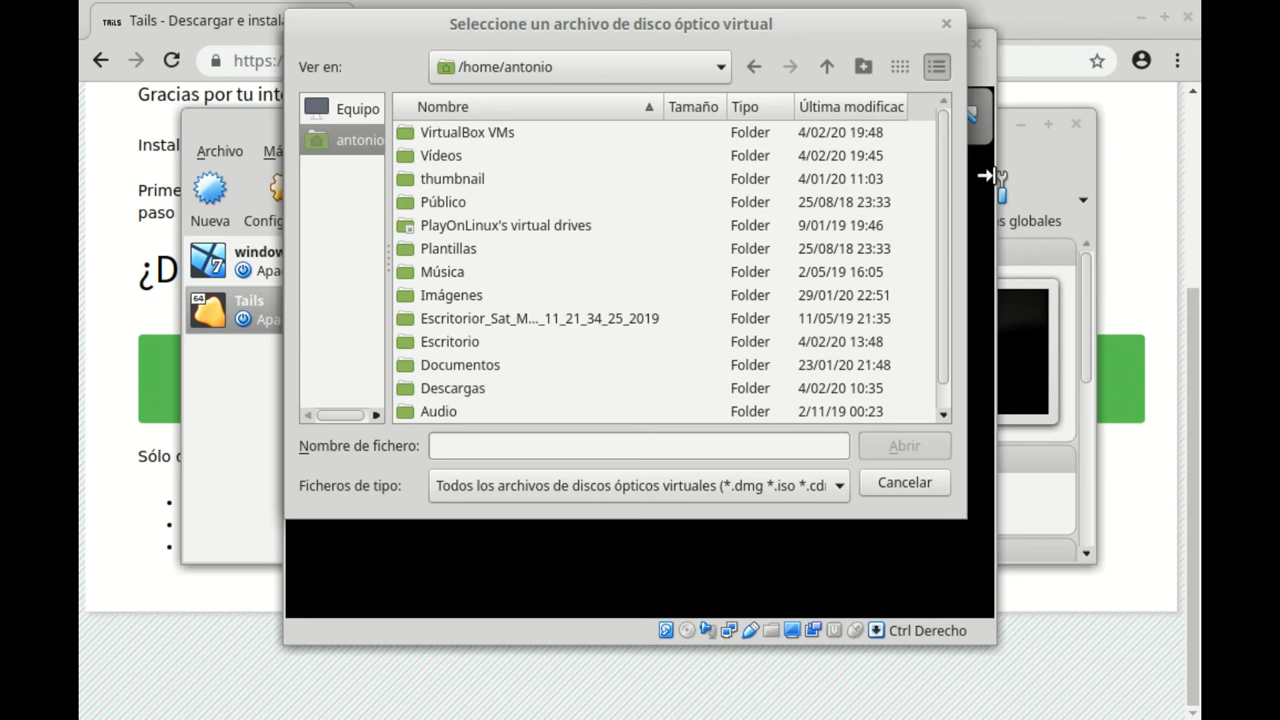 Tails - Descargar e instala
https:/
Gracias por tu int
Instal
Prime
paso
¿D
Sólo
Archivo
Nueva
Config
window
7
Apa
64
Tails
Apa
s globales
Seleccione un archivo de disco óptico virtual
Ver en:
/home/antonio
Equipo
antonio
Nombre Tamaño Tipo Última modificac
VirtualBox VMs Folder 4/02/20 19:48
Vídeos Folder 4/02/20 19:45
thumbnail Folder 4/01/20 11:03
Público Folder 25/08/18 23:33
PlayOnLinux's virtual drives Folder 9/01/19 19:46
Plantillas Folder 25/08/18 23:33
Música Folder 2/05/19 16:05
Imágenes Folder 29/01/20 22:51
Escritorior_Sat_M..._11_21_34_25_2019 Folder 11/05/19 21:35
Escritorio Folder 4/02/20 13:48
Documentos Folder 23/01/20 21:48
Descargas Folder 4/02/20 10:35
Audio Folder 2/11/19 00:23
Nombre de fichero:
Abrir
Ficheros de tipo: Todos los archivos de discos ópticos virtuales (*.dmg *.iso *.cdr
Cancelar
Ctrl Derecho